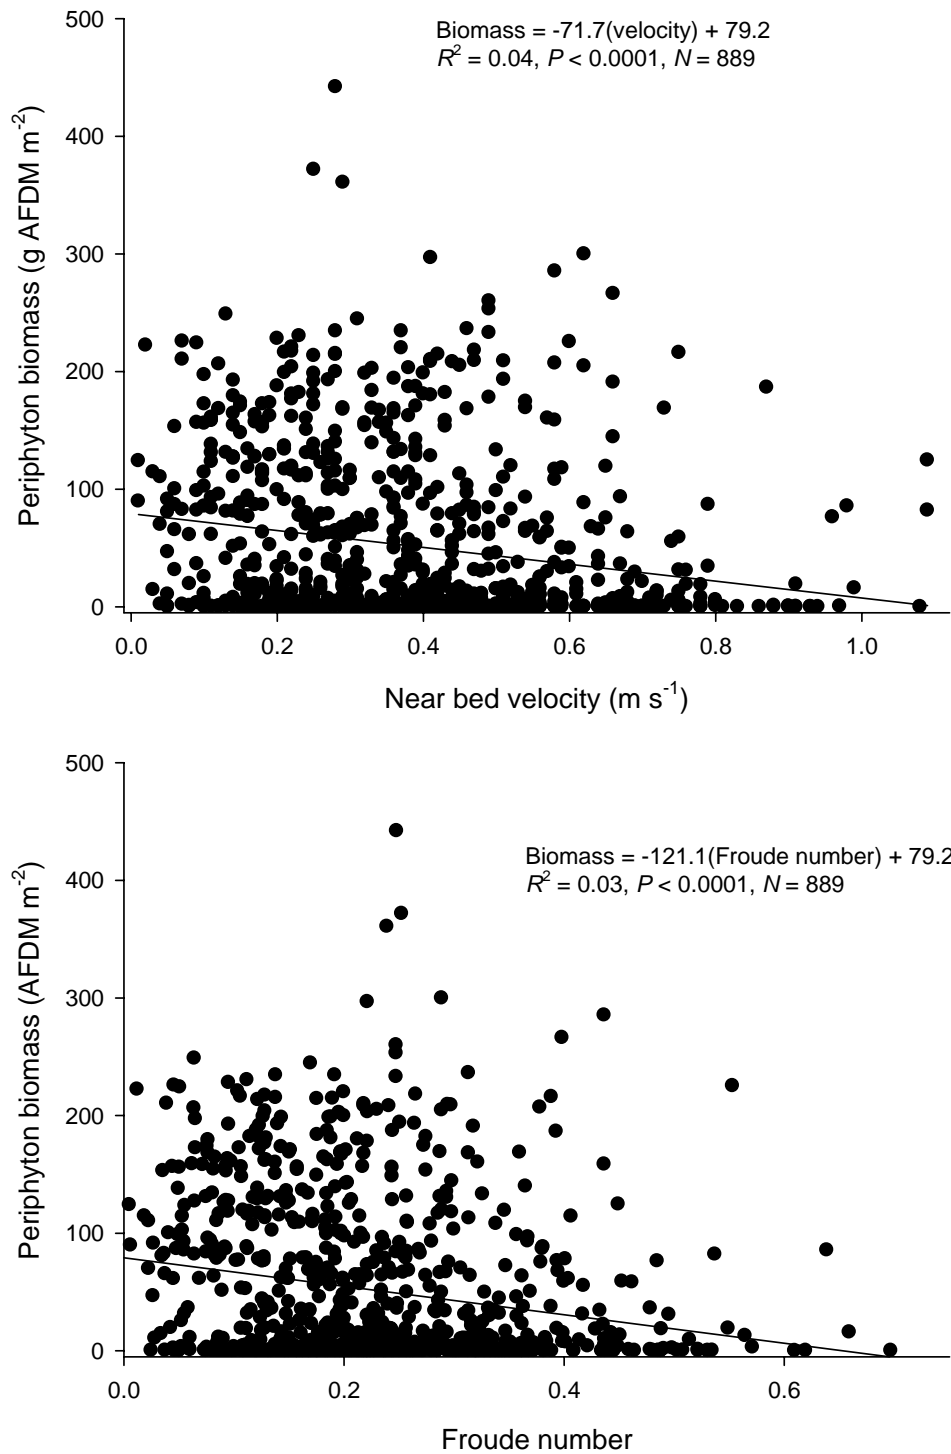 Biomass = -71.7(velocity) + 79.2
R² = 0.04, P < 0.0001, N = 889
Periphyton biomass (g AFDM m⁻²)
500
400
300
200
100
0
0.0 0.2 0.4 0.6 0.8 1.0
Near bed velocity (m s⁻¹)
Biomass = -121.1(Froude number) + 79.2
R² = 0.03, P < 0.0001, N = 889
Periphyton biomass (AFDM m⁻²)
500
400
300
200
100
0
0.0 0.2 0.4 0.6
Froude number